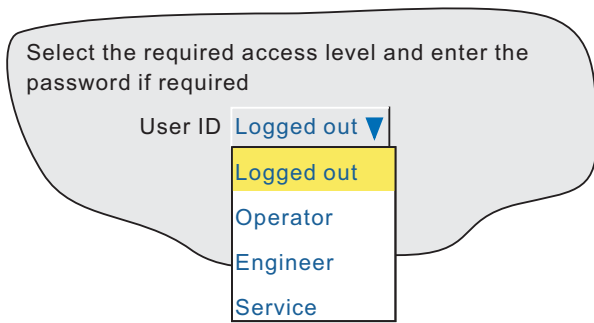 Select the required access level and enter the
password if required
User ID Logged out
Logged out
Operator
Engineer
Service